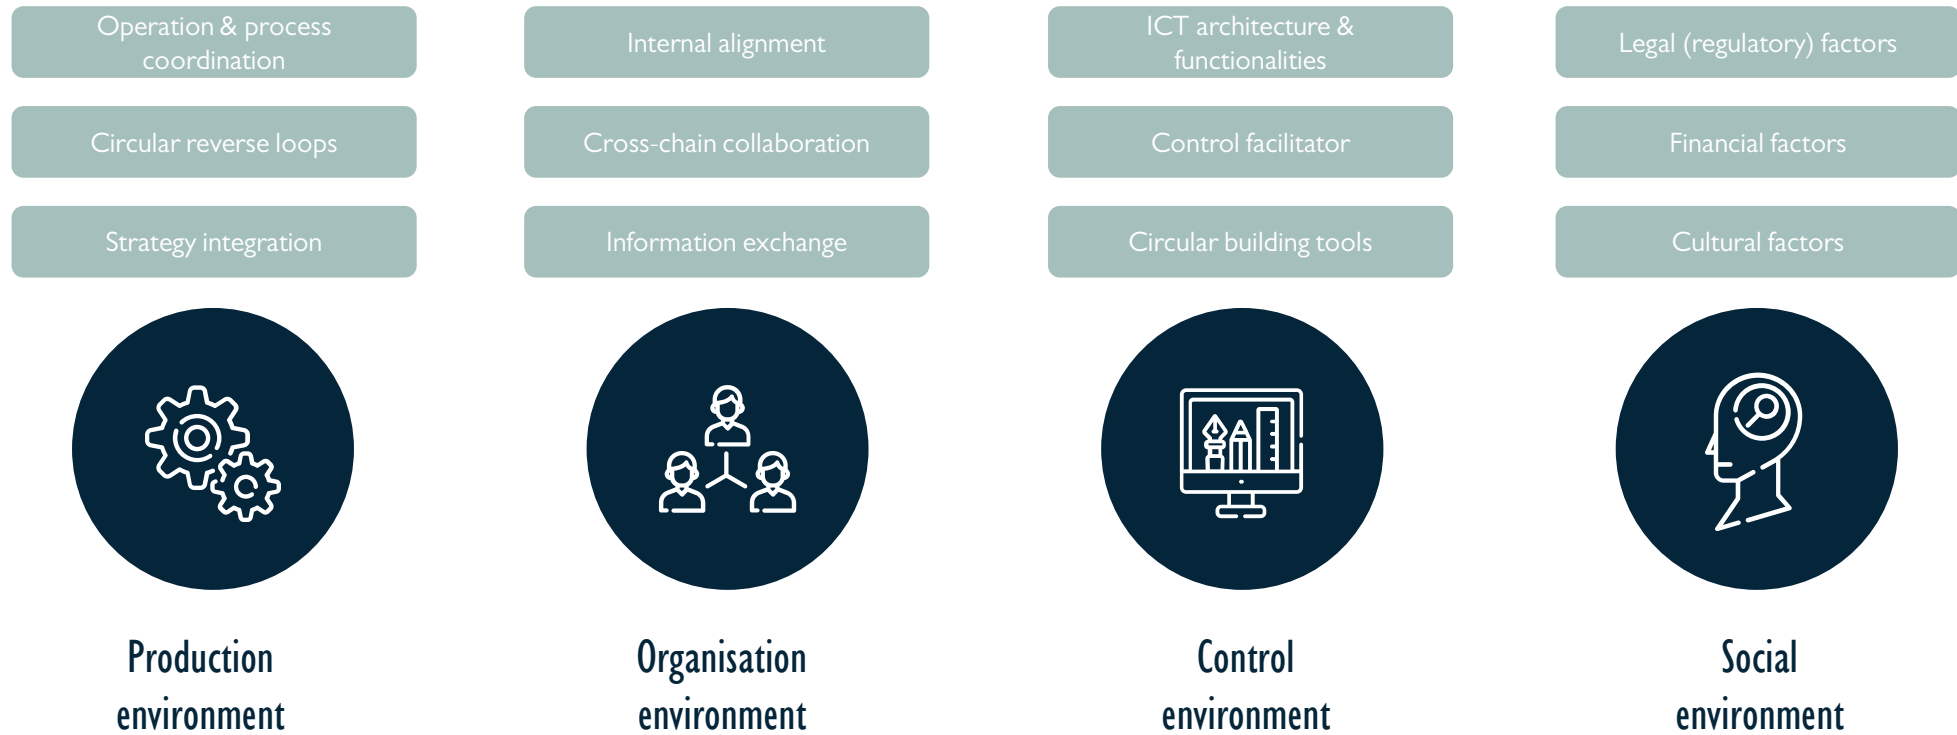 Operation & process
coordination
Internal alignment
ICT architecture &
functionalities
Legal (regulatory) factors
Circular reverse loops
Cross-chain collaboration
Control facilitator
Financial factors
Strategy integration
Information exchange
Circular building tools
Cultural factors
Production
environment
Organisation
environment
Control
environment
Social
environment